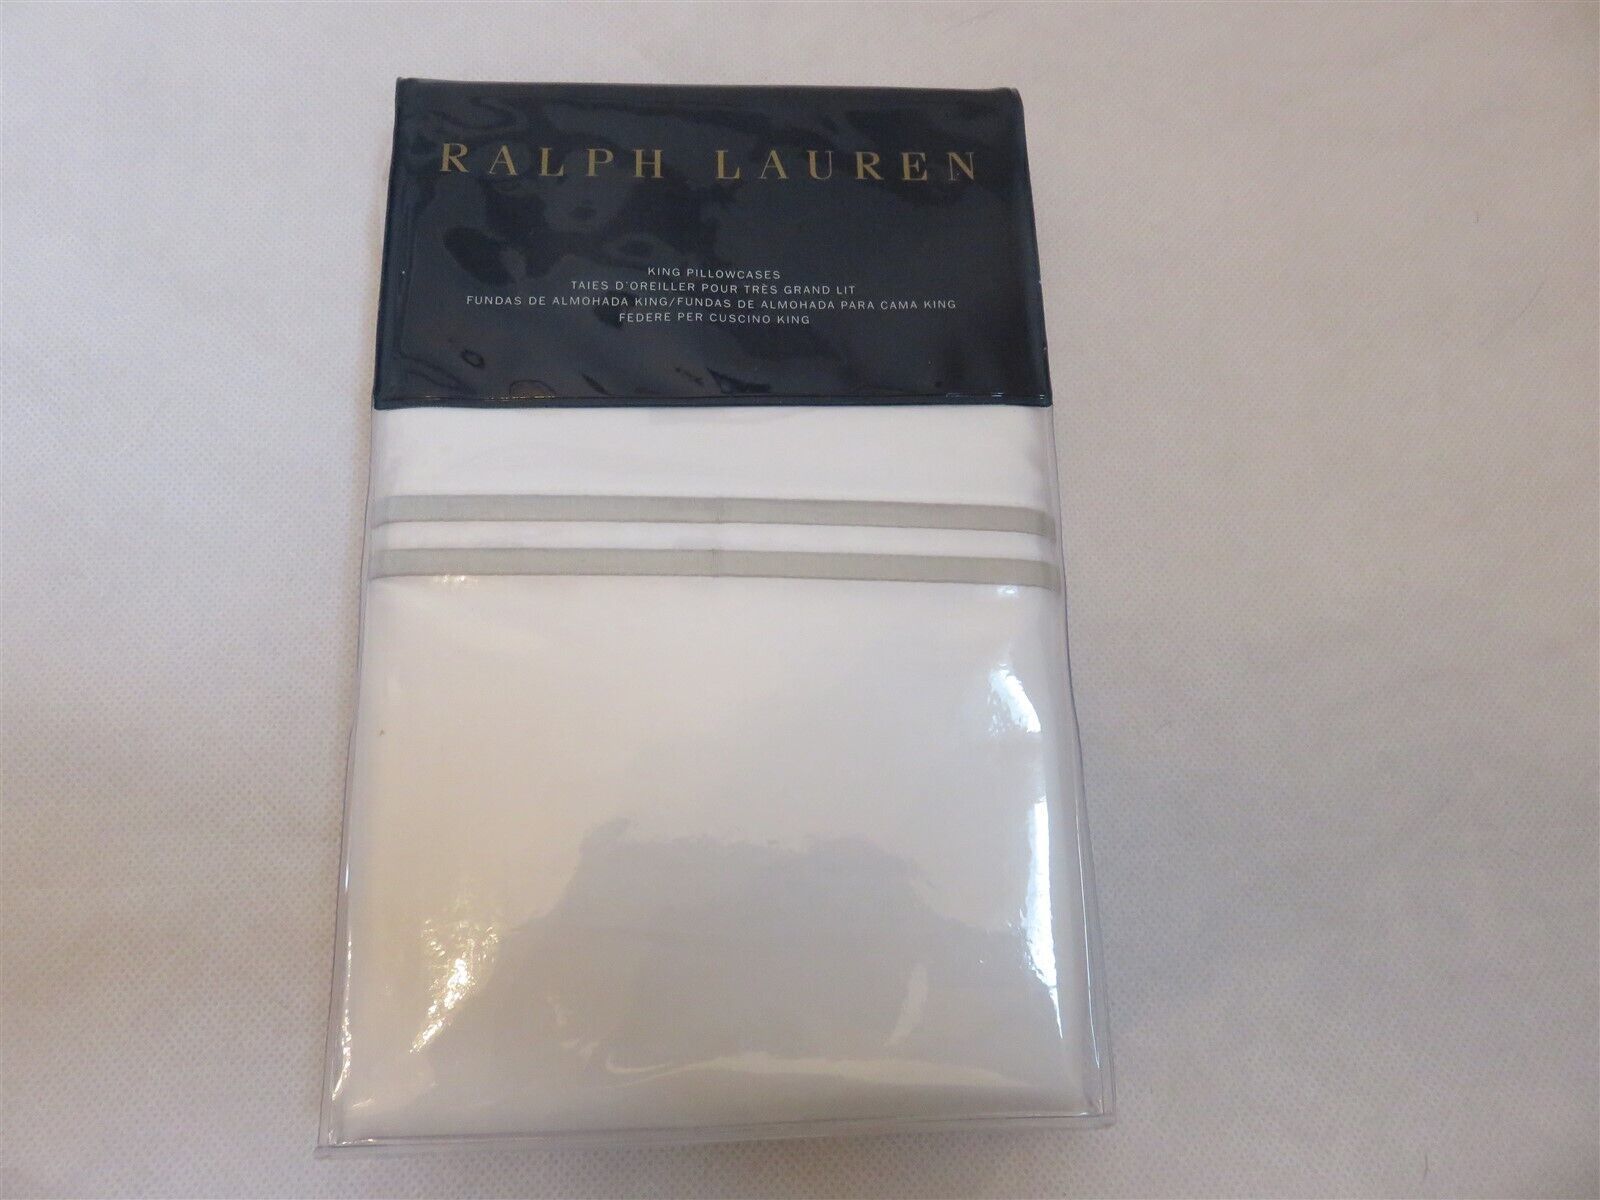 RALPH LAUREN
KING PILLOWCASES
TAIES D'OREILLER POUR TRÈS GRAND LIT
FUNDAS DE ALMOHADA KING/FUNDAS DE ALMOHADA PARA CAMA KING
FEDERE PER CUSCINO KING